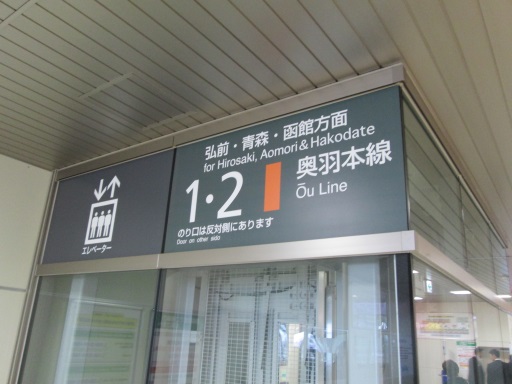 弘前・青森・函館方面
for Hirosaki, Aomori & Hakodate
1・2
奥羽本線
Ōu Line
のり口は反対側にあります
Door on other side
エレベーター